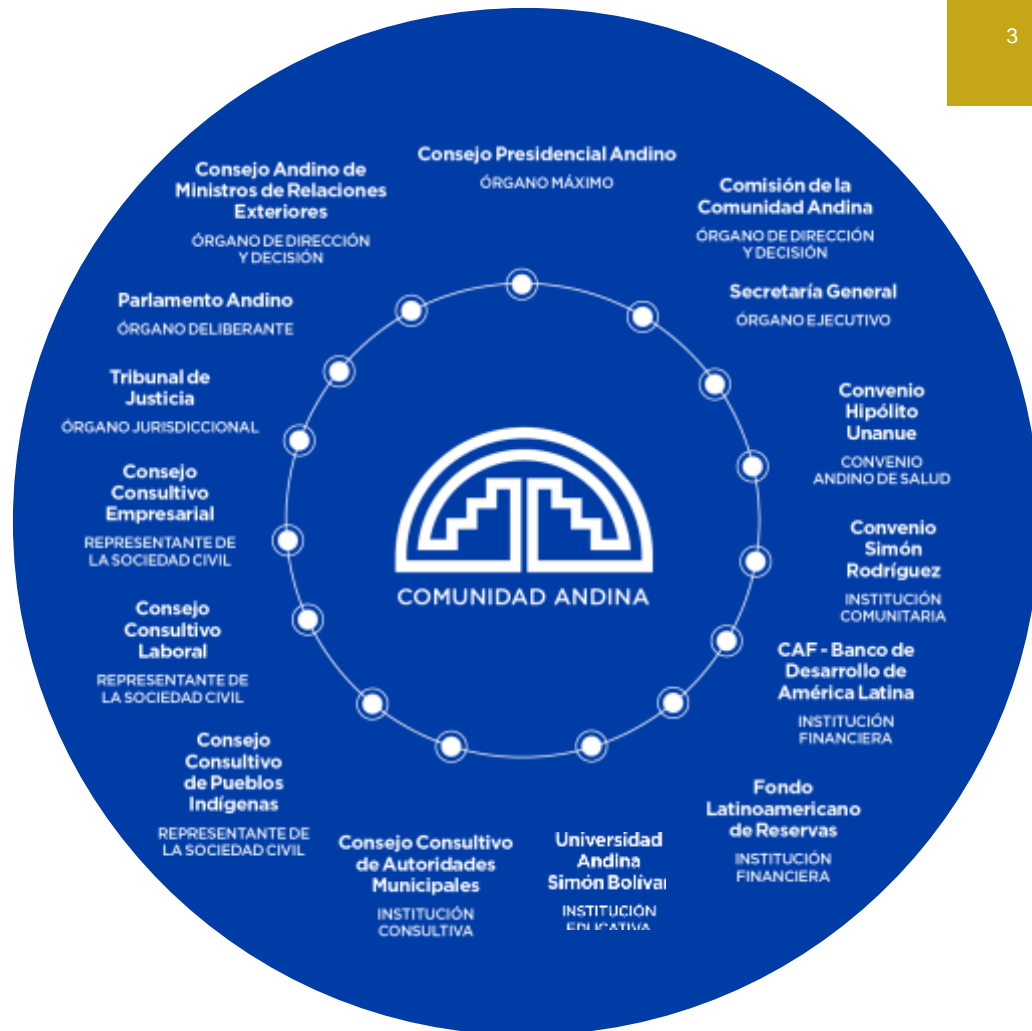 3
Consejo Presidencial Andino
ÓRGANO MÁXIMO
Comisión de la
Comunidad Andina
ÓRGANO DE DIRECCIÓN
Y DECISIÓN
Secretaría General
ÓRGANO EJECUTIVO
Convenio
Hipólito
Unanue
CONVENIO
ANDINO DE SALUD
Convenio
Simón
Rodríguez
INSTITUCIÓN
COMUNITARIA
CAF - Banco de
Desarrollo de
América Latina
INSTITUCIÓN
FINANCIERA
Fondo
Latinoamericano
de Reservas
INSTITUCIÓN
FINANCIERA
Universidad
Andina
Simón Bolívar
INSTITUCIÓN
EDUCATIVA
Consejo Consultivo
de Autoridades
Municipales
INSTITUCIÓN
CONSULTIVA
Consejo
Consultivo
de Pueblos
Indígenas
REPRESENTANTE DE
LA SOCIEDAD CIVIL
Consejo
Consultivo
Laboral
REPRESENTANTE DE
LA SOCIEDAD CIVIL
Consejo
Consultivo
Empresarial
REPRESENTANTE DE
LA SOCIEDAD CIVIL
Tribunal de
Justicia
ÓRGANO JURISDICCIONAL
Parlamento Andino
ÓRGANO DELIBERANTE
Consejo Andino de
Ministros de Relaciones
Exteriores
ÓRGANO DE DIRECCIÓN
Y DECISIÓN
COMUNIDAD ANDINA